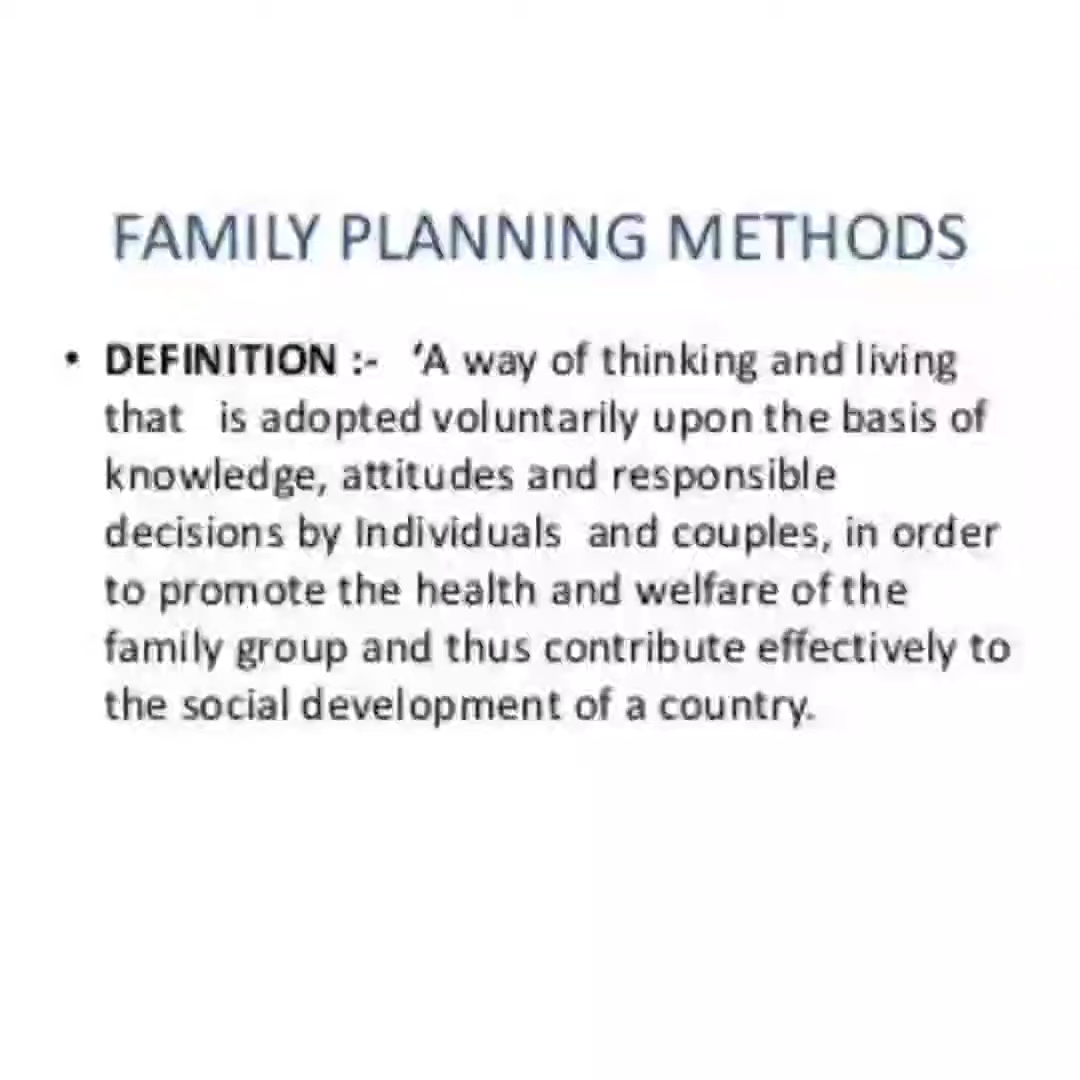 FAMILY PLANNING METHODS
• DEFINITION :- ‘A way of thinking and living
that is adopted voluntarily upon the basis of
knowledge, attitudes and responsible
decisions by Individuals and couples, in order
to promote the health and welfare of the
family group and thus contribute effectively to
the social development of a country.